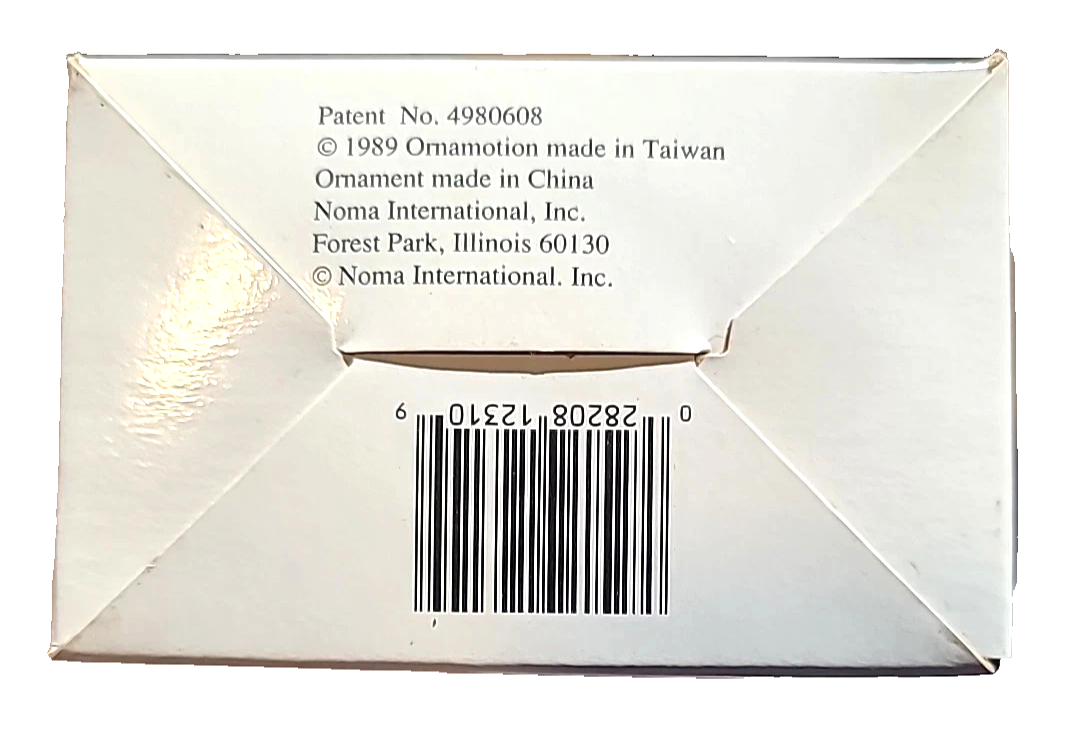 Patent No. 4980608
© 1989 Ornamotion made in Taiwan
Ornament made in China
Noma International, Inc.
Forest Park, Illinois 60130
© Noma International. Inc.
0 28208 12310 9